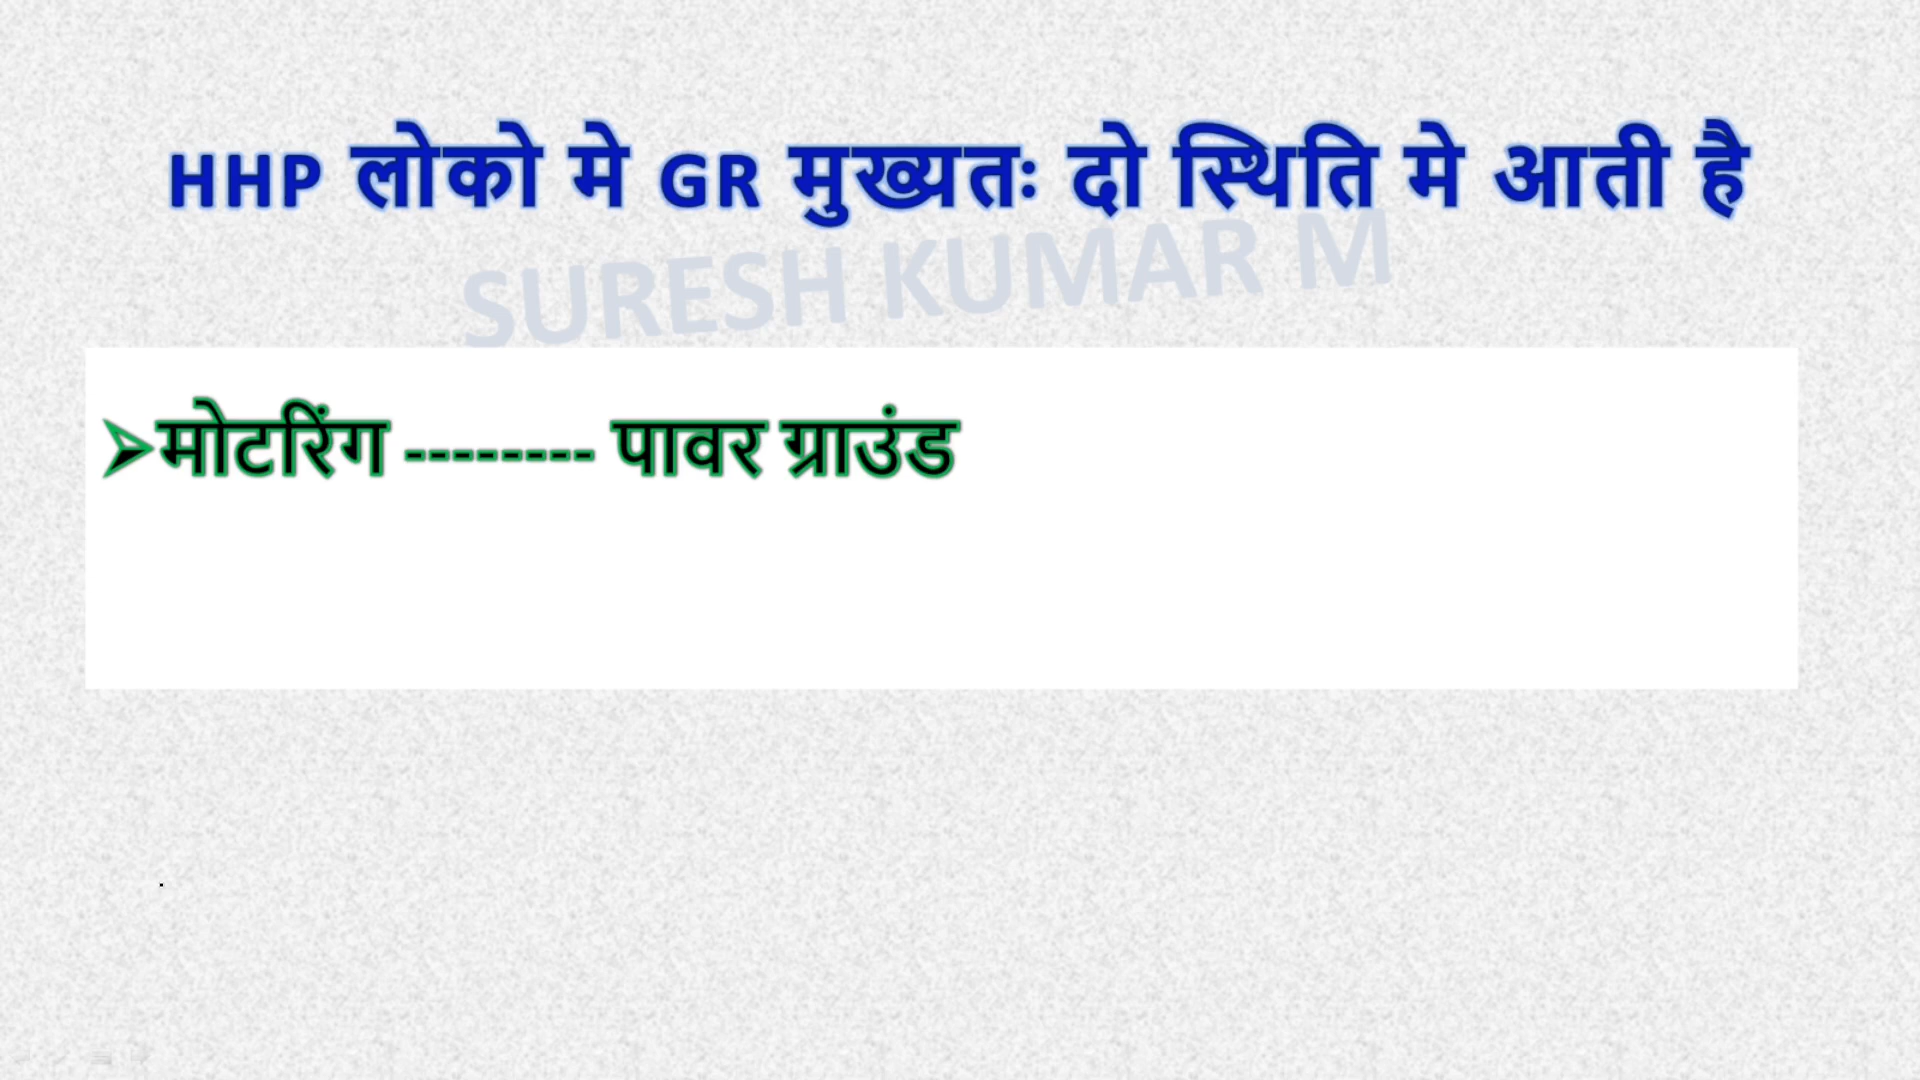 HHP लोको मे GR मुख्यतः दो स्थिति मे आती है
SURESH KUMAR M
➢मोटरिंग -------- पावर ग्राउंड
.